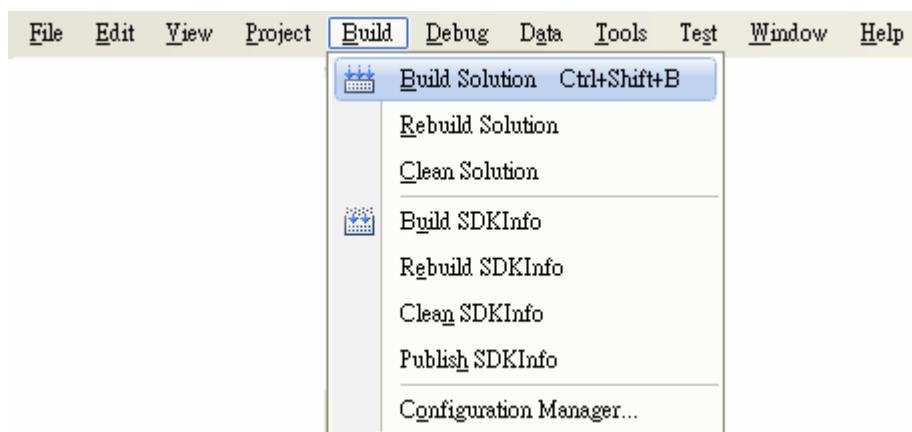 File Edit View Project Build Debug Data Tools Test Window Help
Build Solution Ctrl+Shift+B
Rebuild Solution
Clean Solution
Build SDKInfo
Rebuild SDKInfo
Clean SDKInfo
Publish SDKInfo
Configuration Manager...